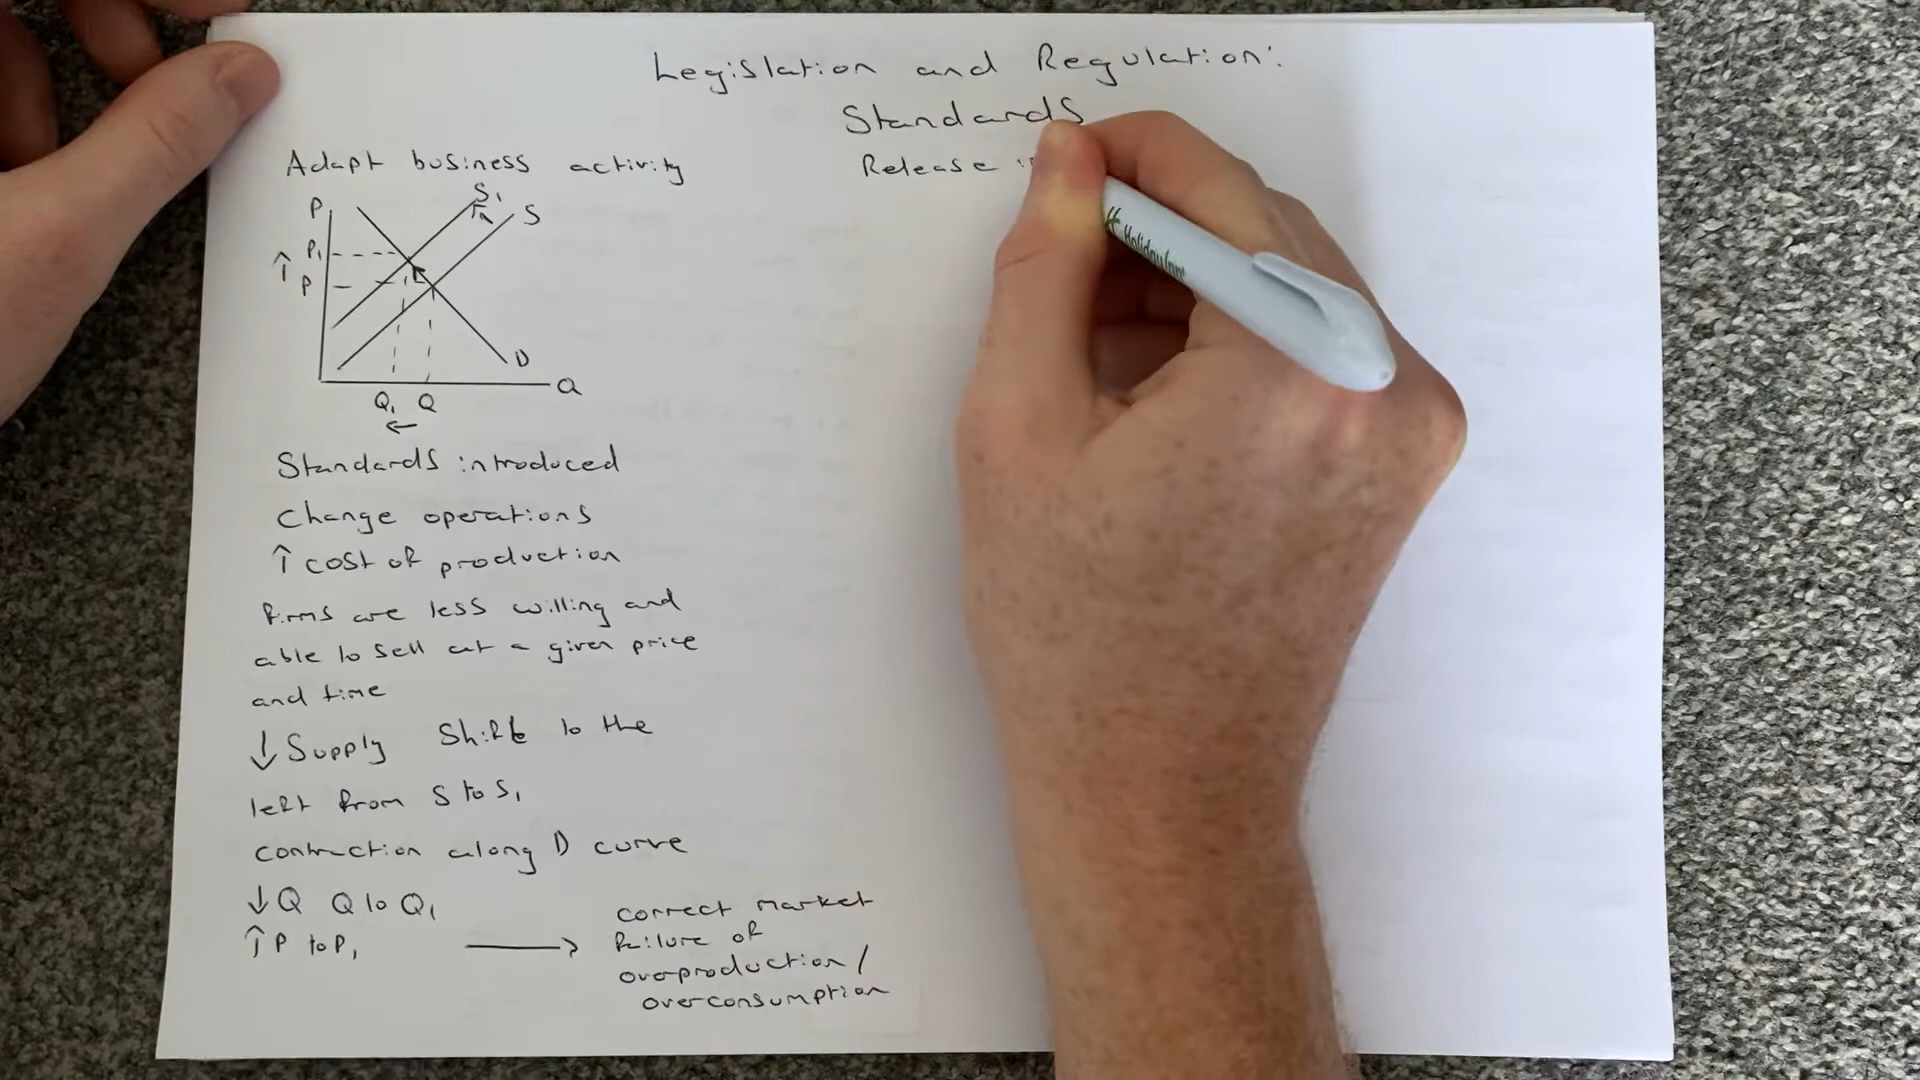 Legislation and Regulation:
Standards
Adapt business activity
Release
P
S₁
S
P₁
↑
P
D
Q
Q₁ Q
←
Standards introduced
Change operations
↑ cost of production
firms are less willing and
able to sell at a given price
and time
↓ Supply Shift to the
left from S to S₁
contraction along D curve
↓Q Q to Q₁
↑P to P₁
correct market
failure of
overproduction/
overconsumption
Holiday Inn